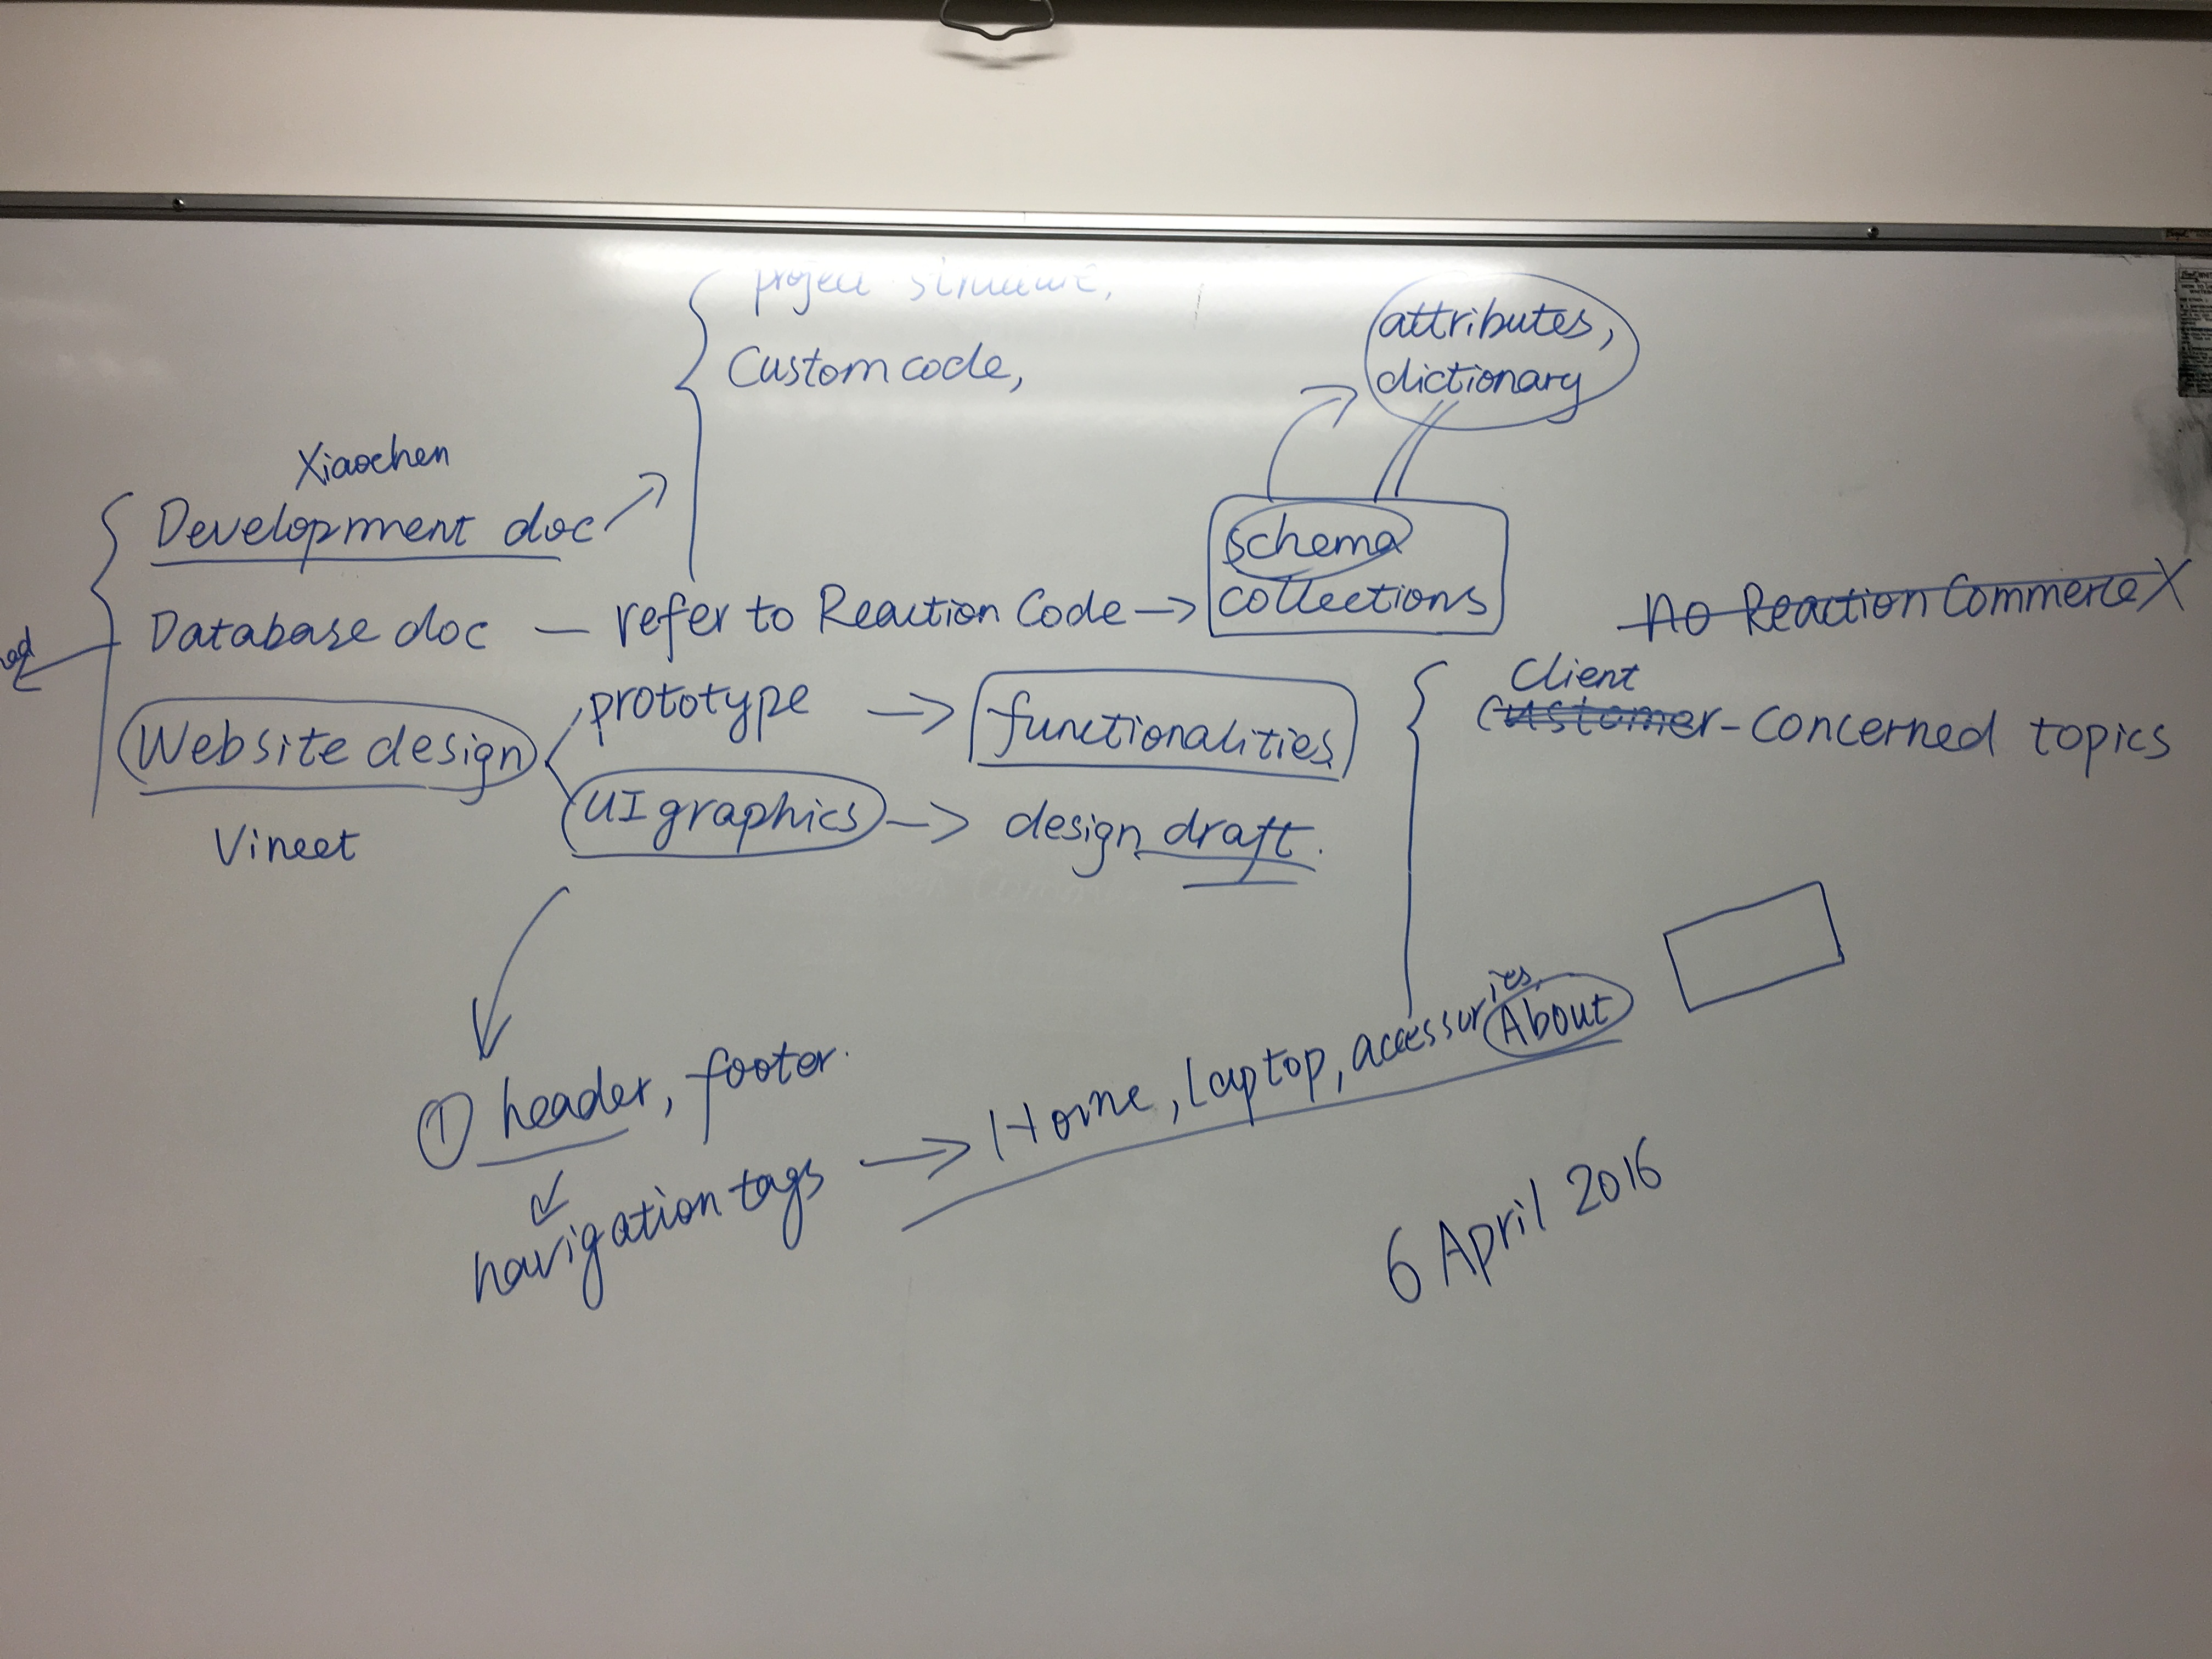 project structure,
Custom code,
attributes,
dictionary
Xiaochen
Development doc
schema
collections
Database doc — refer to Reaction Code →
no Reaction Commerce X
Client
Customer-concerned topics
Website design
prototype → functionalities
UI graphics → design draft.
Vineet
① header, footer.
navigation tags → Home, Laptop, accessories, About
6 April 2016